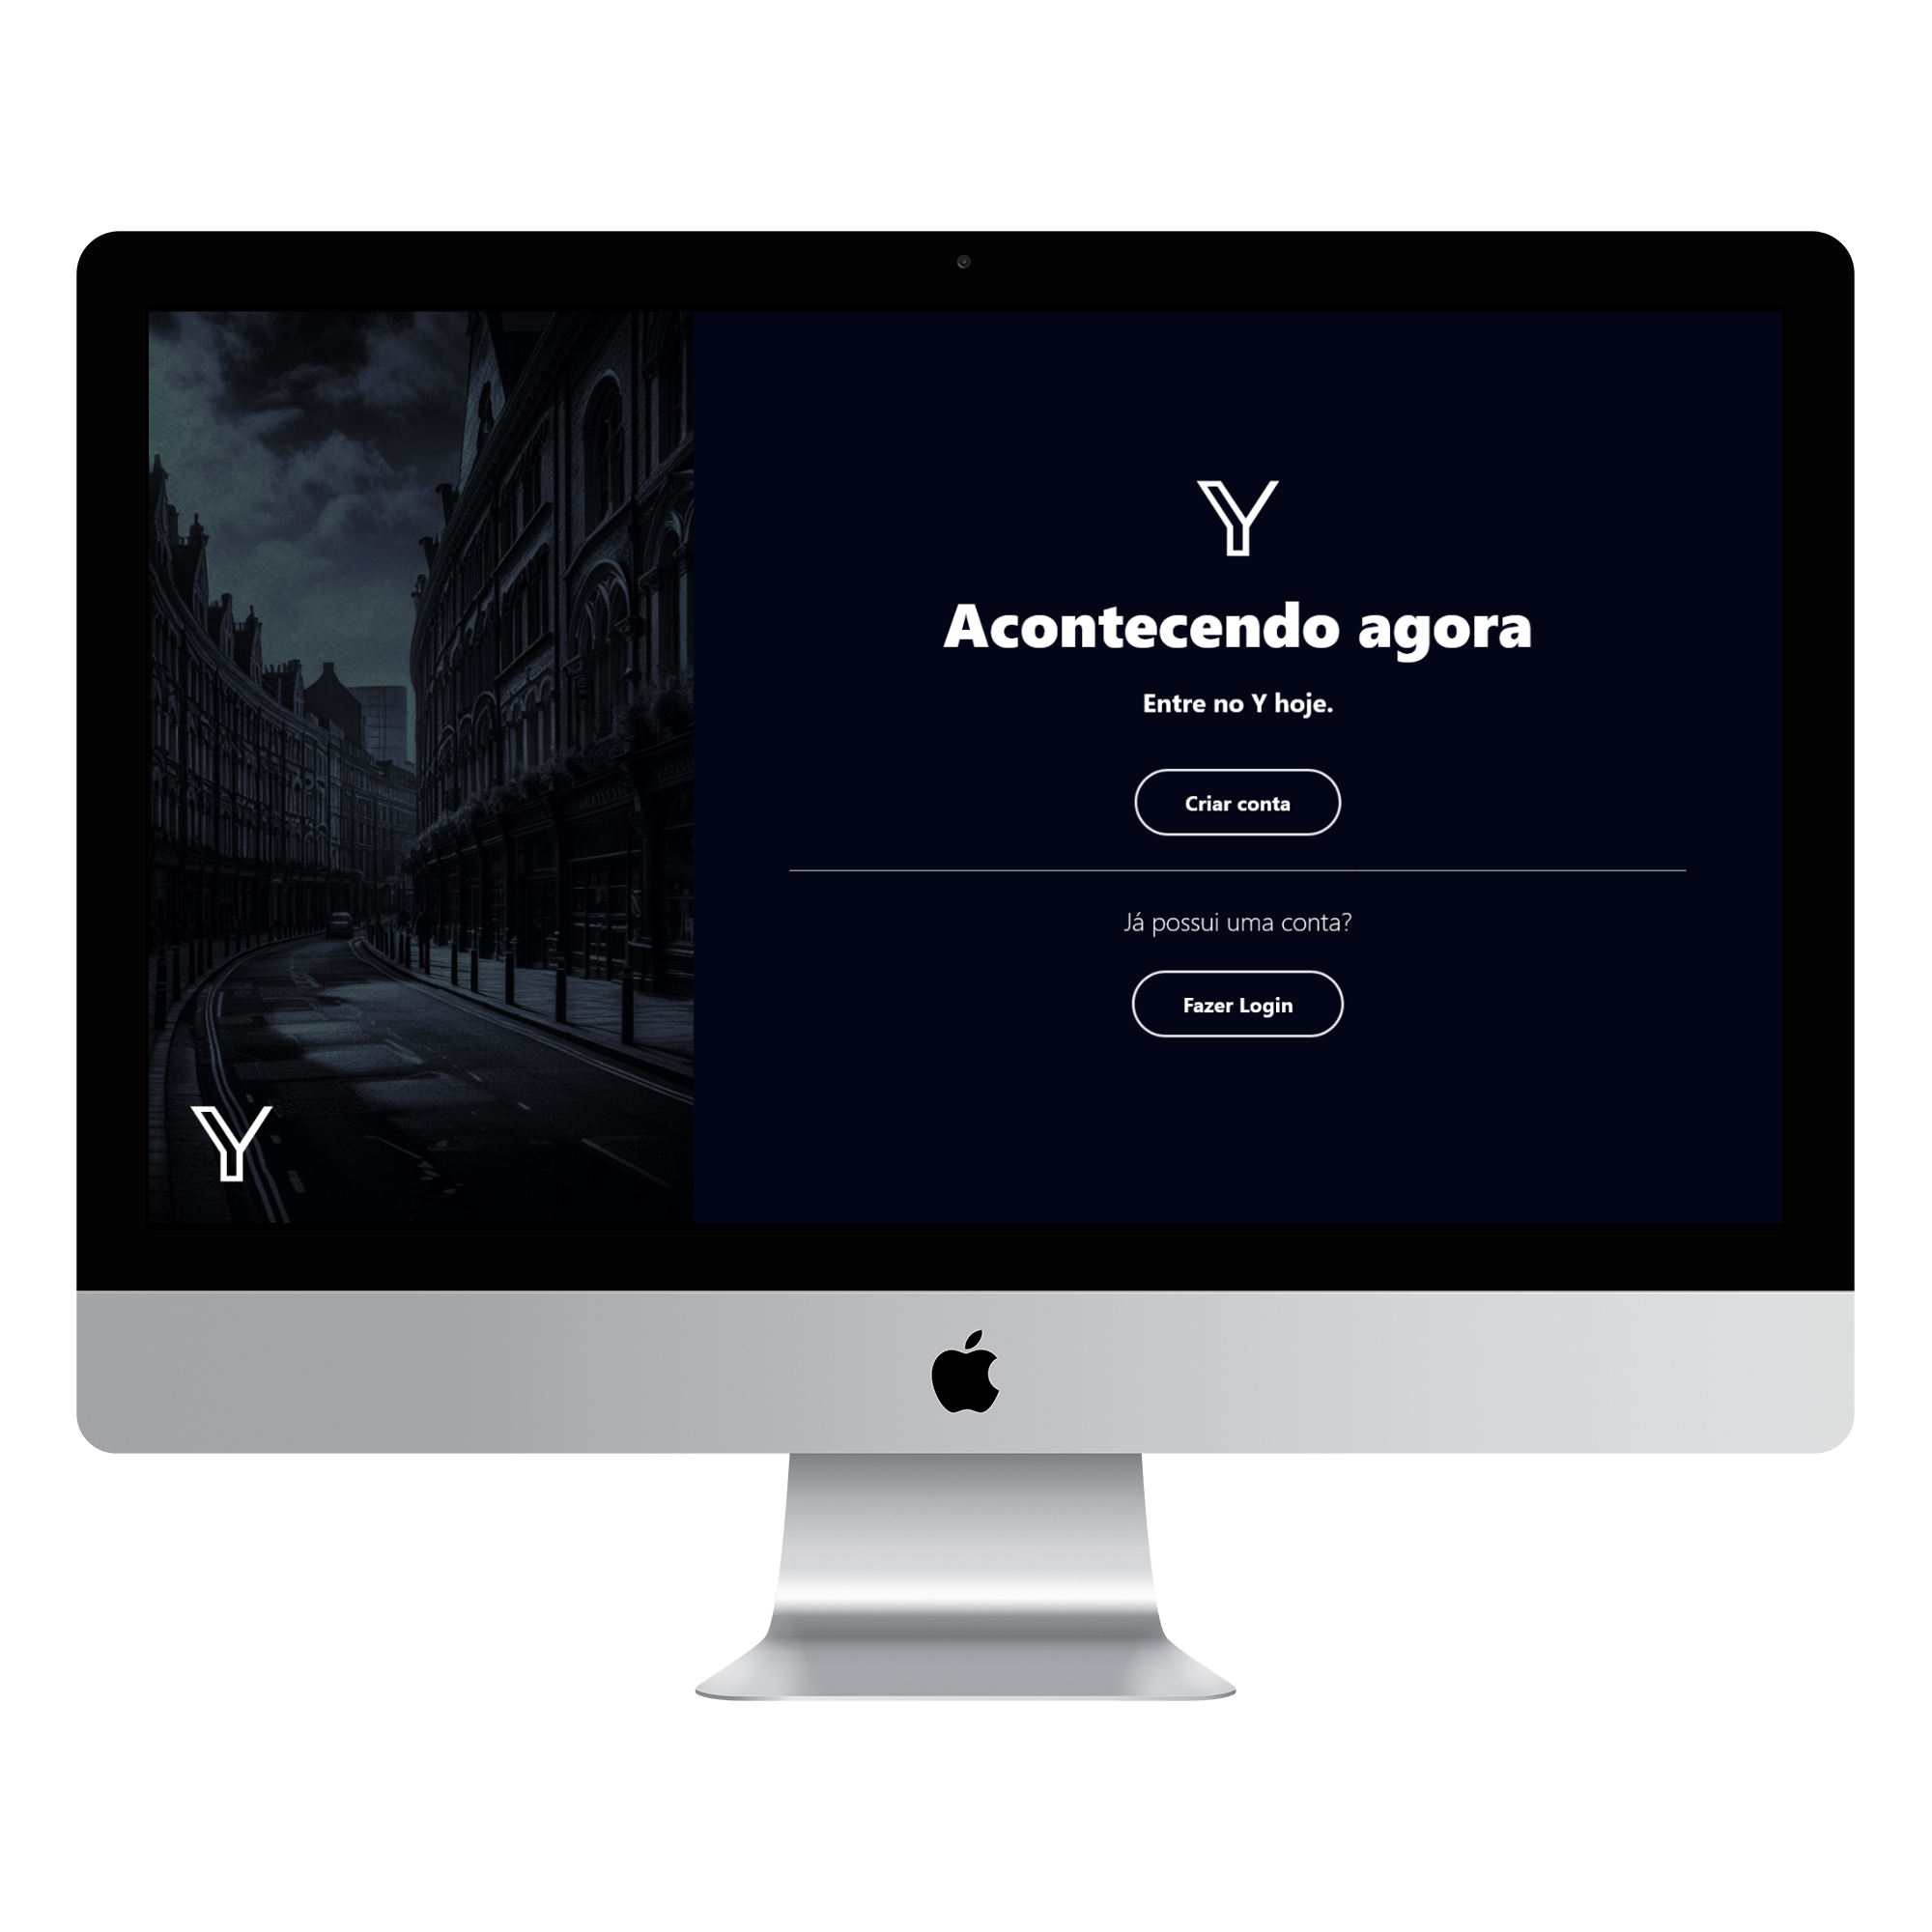 Y
Acontecendo agora
Entre no Y hoje.
Criar conta
Já possui uma conta?
Fazer Login
Y